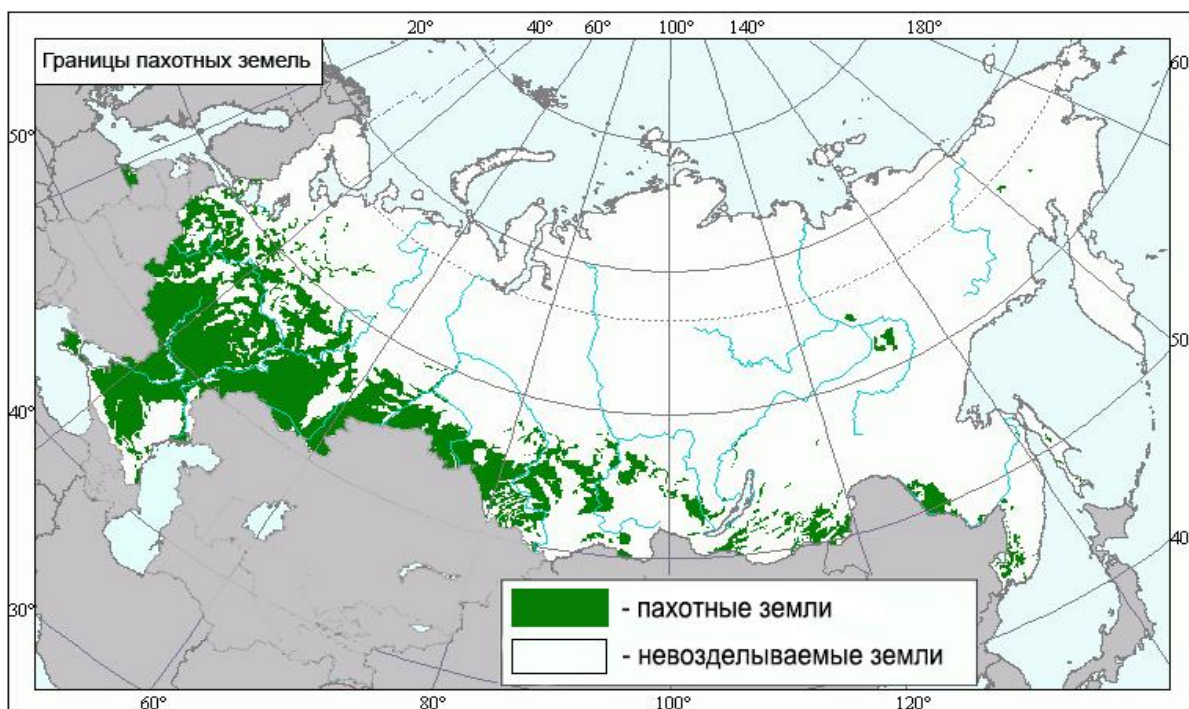 20° 40° 60° 100° 140° 180°
Границы пахотных земель
60°
50°
50°
40°
40°
30°
- пахотные земли
- невозделываемые земли
60° 80° 100° 120°